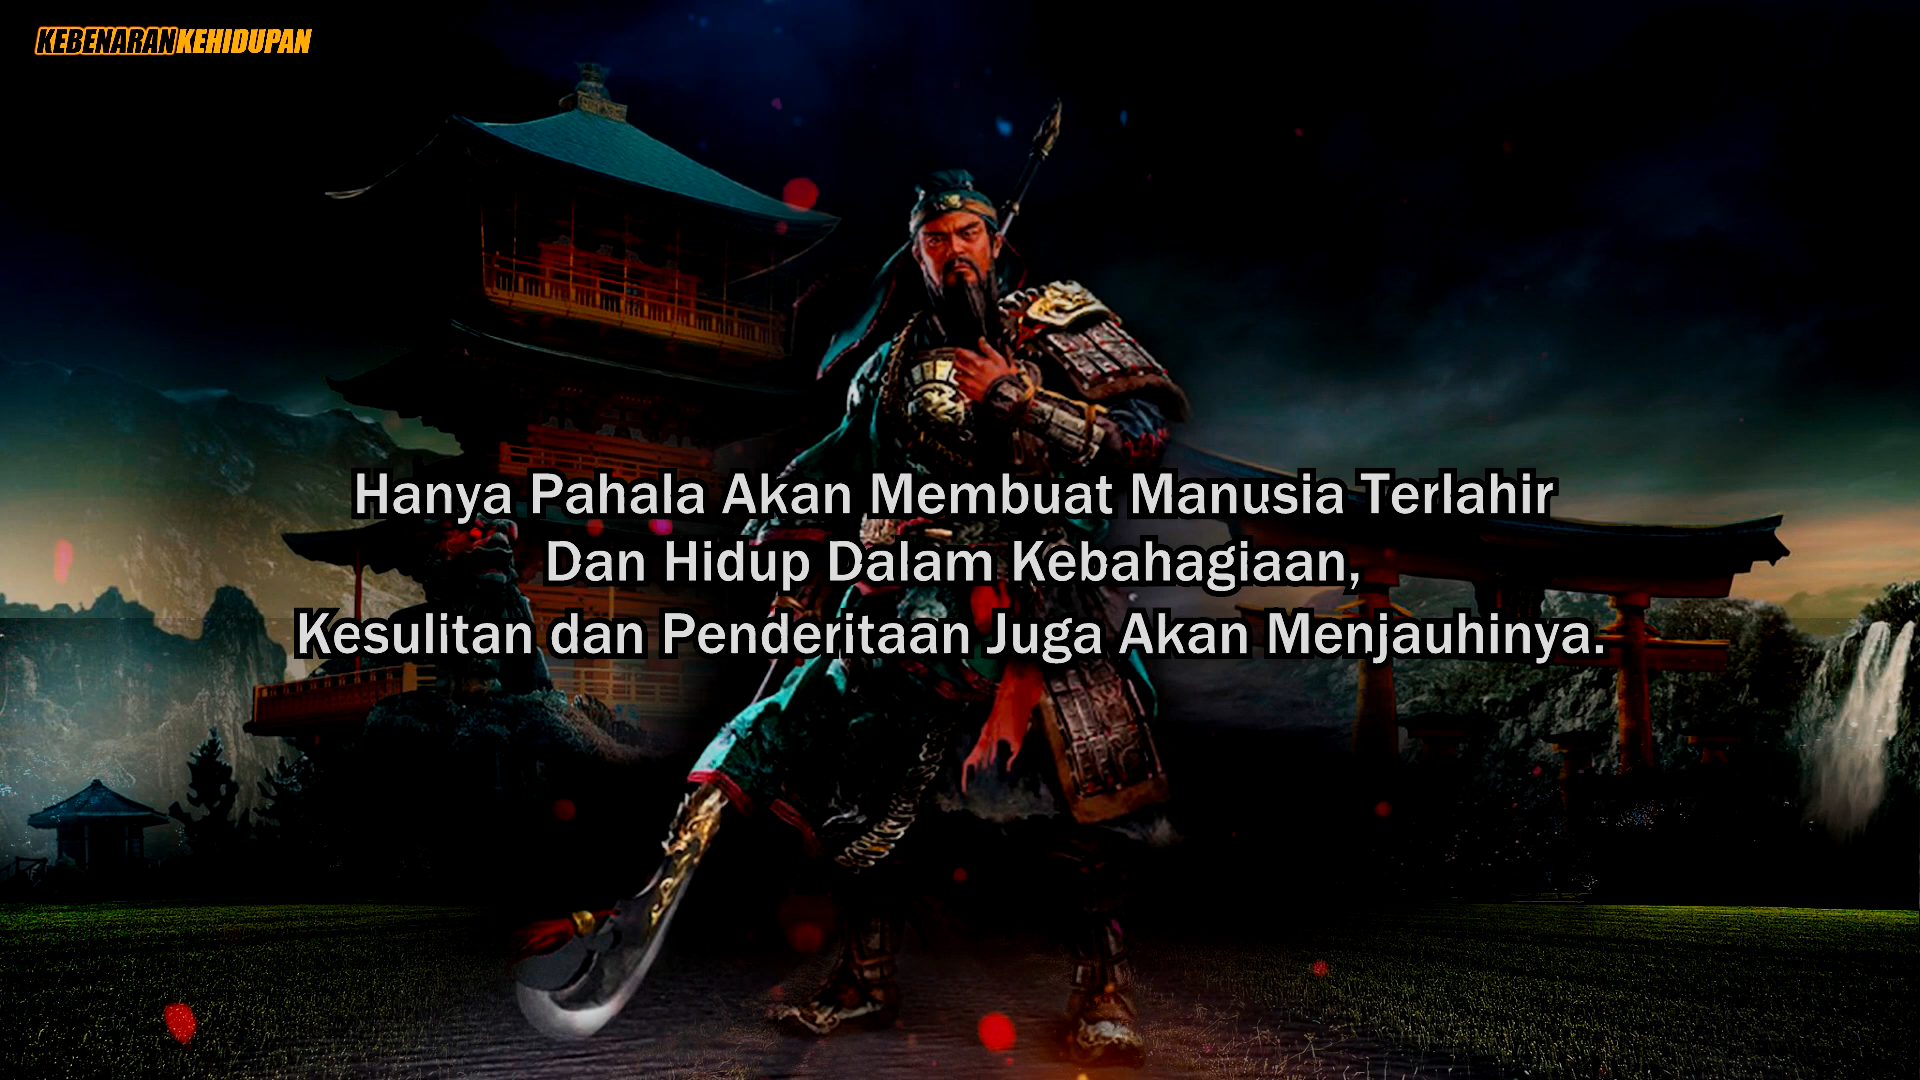 KEBENARANKEHIDUPAN
Hanya Pahala Akan Membuat Manusia Terlahir
Dan Hidup Dalam Kebahagiaan,
Kesulitan dan Penderitaan Juga Akan Menjauhinya.